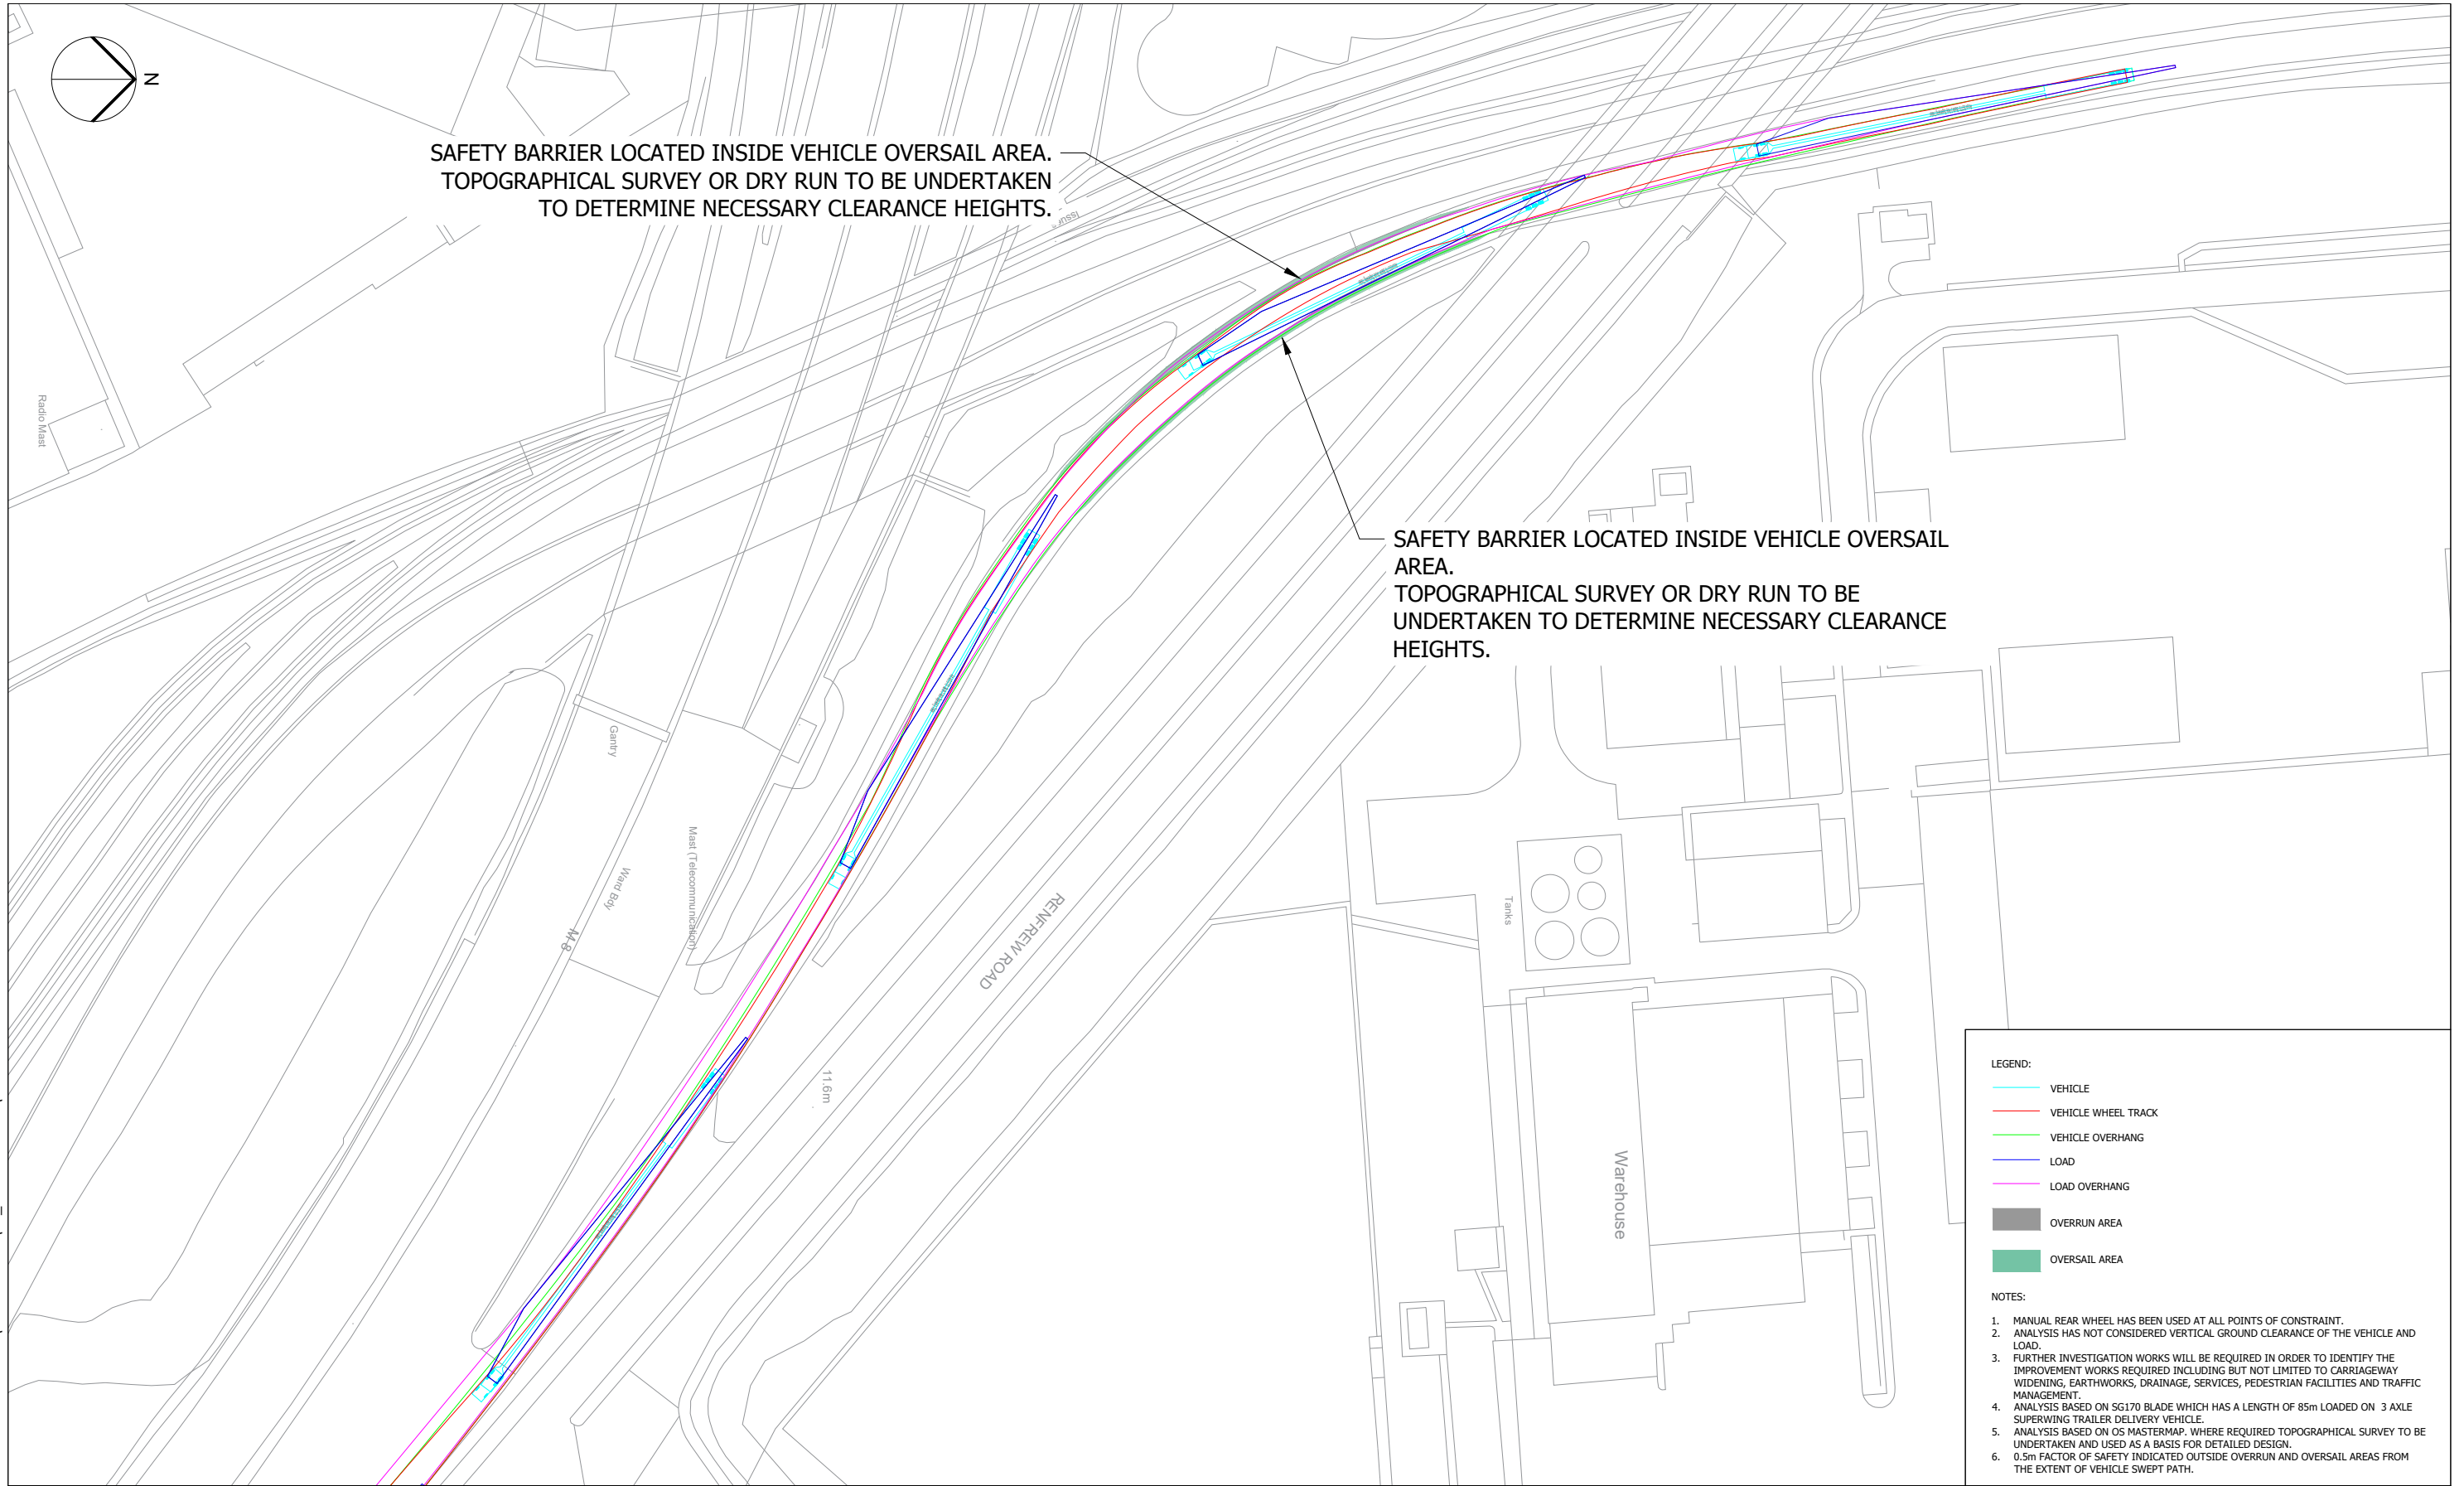 N
SAFETY BARRIER LOCATED INSIDE VEHICLE OVERSAIL AREA.
TOPOGRAPHICAL SURVEY OR DRY RUN TO BE UNDERTAKEN
TO DETERMINE NECESSARY CLEARANCE HEIGHTS.
Radio Mast
SAFETY BARRIER LOCATED INSIDE VEHICLE OVERSAIL
AREA.
TOPOGRAPHICAL SURVEY OR DRY RUN TO BE
UNDERTAKEN TO DETERMINE NECESSARY CLEARANCE
HEIGHTS.
Gantry
Mast (Telecommunication)
Ward Bdy
M 8
RENFREW ROAD
Tanks
11.6m
Warehouse
LEGEND:
VEHICLE
VEHICLE WHEEL TRACK
VEHICLE OVERHANG
LOAD
LOAD OVERHANG
OVERRUN AREA
OVERSAIL AREA
NOTES:
1. MANUAL REAR WHEEL HAS BEEN USED AT ALL POINTS OF CONSTRAINT.
2. ANALYSIS HAS NOT CONSIDERED VERTICAL GROUND CLEARANCE OF THE VEHICLE AND
LOAD.
3. FURTHER INVESTIGATION WORKS WILL BE REQUIRED IN ORDER TO IDENTIFY THE
IMPROVEMENT WORKS REQUIRED INCLUDING BUT NOT LIMITED TO CARRIAGEWAY
WIDENING, EARTHWORKS, DRAINAGE, SERVICES, PEDESTRIAN FACILITIES AND TRAFFIC
MANAGEMENT.
4. ANALYSIS BASED ON SG170 BLADE WHICH HAS A LENGTH OF 85m LOADED ON 3 AXLE
SUPERWING TRAILER DELIVERY VEHICLE.
5. ANALYSIS BASED ON OS MASTERMAP. WHERE REQUIRED TOPOGRAPHICAL SURVEY TO BE
UNDERTAKEN AND USED AS A BASIS FOR DETAILED DESIGN.
6. 0.5m FACTOR OF SAFETY INDICATED OUTSIDE OVERRUN AND OVERSAIL AREAS FROM
THE EXTENT OF VEHICLE SWEPT PATH.